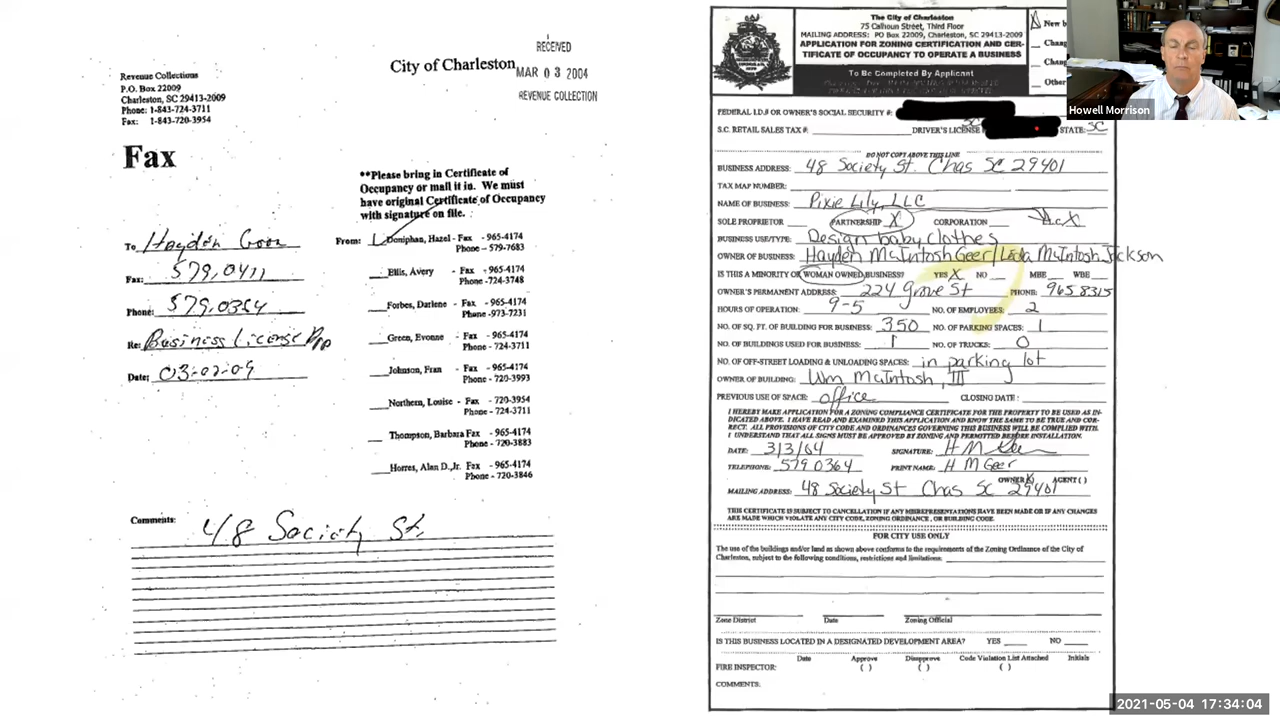 Revenue Collections
P.O. Box 22009
Charleston, SC 29413-2009
Phone: 1-843-724-3711
Fax: 1-843-720-3954
City of Charleston
RECEIVED
MAR 03 2004
REVENUE COLLECTION
Fax
**Please bring in Certificate of
Occupancy or mail it in. We must
have original Certificate of Occupancy
with signature on file.
To Hayden
Fax: 579,0411
Phone: 579,0364
Re: Business License
Date: 03-02-04
From: Doniphan, Hazel - Fax - 965-4174
Phone - 579-7683
Ellis, Avery - Fax - 965-4174
-724-3748
Forbes, Darlene - Fax - 965-4174
Phone -973-7231
Green, Evonne - Fax - 965-4174
Phone - 724-3711
Johnson, Fran - Fax - 965-4174
Phone - 720-3993
Northern, Louise - Fax - 720-3954
Phone - 724-3711
Thompson, Barbara Fax - 965-4174
Phone - 720-3883
Horres, Alan D., Jr. Fax - 965-4174
Phone - 720-3846
Comments: 48 Society St.
The City of Charleston
75 Calhoun Street, Third Floor
MAILING ADDRESS: PO Box 22009, Charleston, SC 29413-2009
APPLICATION FOR ZONING CERTIFICATION AND CER-
TIFICATE OF OCCUPANCY TO OPERATE A BUSINESS
To Be Completed By Applicant
New b
Chang
Chang
Other
FEDERAL I.D.# OR OWNER'S SOCIAL SECURITY #:
S.C. RETAIL SALES TAX #: DRIVER'S LICENSE SC STATE: SC
DO NOT COPY ABOVE THIS LINE
BUSINESS ADDRESS: 48 Society St. Chas SC 29401
TAX MAP NUMBER:
NAME OF BUSINESS: Pixie Lily, LLC
SOLE PROPRIETOR PARTNERSHIP X CORPORATION
BUSINESS USE/TYPE: Design baby clothes
OWNER OF BUSINESS: Hayden McIntosh Geer/Leda McIntosh Jackson
IS THIS A MINORITY OR WOMAN OWNED BUSINESS? YES X NO MBE WBE
OWNER'S PERMANENT ADDRESS: 224 Grove St PHONE: 965 8315
HOURS OF OPERATION: 9-5 NO. OF EMPLOYEES: 2
NO. OF SQ. FT. OF BUILDING FOR BUSINESS: 350 NO. OF PARKING SPACES: 1
NO. OF BUILDINGS USED FOR BUSINESS: 1 NO. OF TRUCKS: 0
NO. OF OFF-STREET LOADING & UNLOADING SPACES: in parking lot
OWNER OF BUILDING: Wm McIntosh, III
PREVIOUS USE OF SPACE: office CLOSING DATE:
I HEREBY MAKE APPLICATION FOR A ZONING COMPLIANCE CERTIFICATE FOR THE PROPERTY TO BE USED AS IN-
DICATED ABOVE. I HAVE READ AND EXAMINED THIS APPLICATION AND KNOW THE SAME TO BE TRUE AND COR-
RECT. ALL PROVISIONS OF CITY CODE AND ORDINANCES GOVERNING THIS BUSINESS WILL BE COMPLIED WITH.
I UNDERSTAND THAT ALL SIGNS MUST BE APPROVED BY ZONING AND PERMITTED BEFORE INSTALLATION.
DATE: 3/3/04 SIGNATURE: H M Geer
TELEPHONE: 579 0364 PRINT NAME: H M Geer
OWNER (X) AGENT ( )
MAILING ADDRESS: 48 Society St Chas SC 29401
THIS CERTIFICATE IS SUBJECT TO CANCELLATION IF ANY MISREPRESENTATIONS HAVE BEEN MADE OR IF ANY CHANGES
ARE MADE WHICH VIOLATE ANY CITY CODE, ZONING ORDINANCE, OR BUILDING CODE.
FOR CITY USE ONLY
The use of the buildings and/or land as shown above conforms to the requirements of the Zoning Ordinance of the City of
Charleston, subject to the following conditions, restrictions and limitations:
Zone District Date Zoning Official
IS THIS BUSINESS LOCATED IN A DESIGNATED DEVELOPMENT AREA? YES NO
Date Approve Disapprove Code Violation List Attached Initials
FIRE INSPECTOR: ( ) ( ) ( )
COMMENTS:
Howell Morrison
2021-05-04 17:34:04